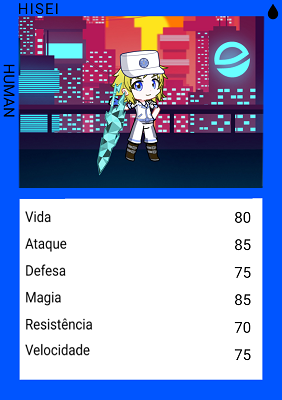 HISEI
HUMAN
Vida 80
Ataque 85
Defesa 75
Magia 85
Resistência 70
Velocidade 75